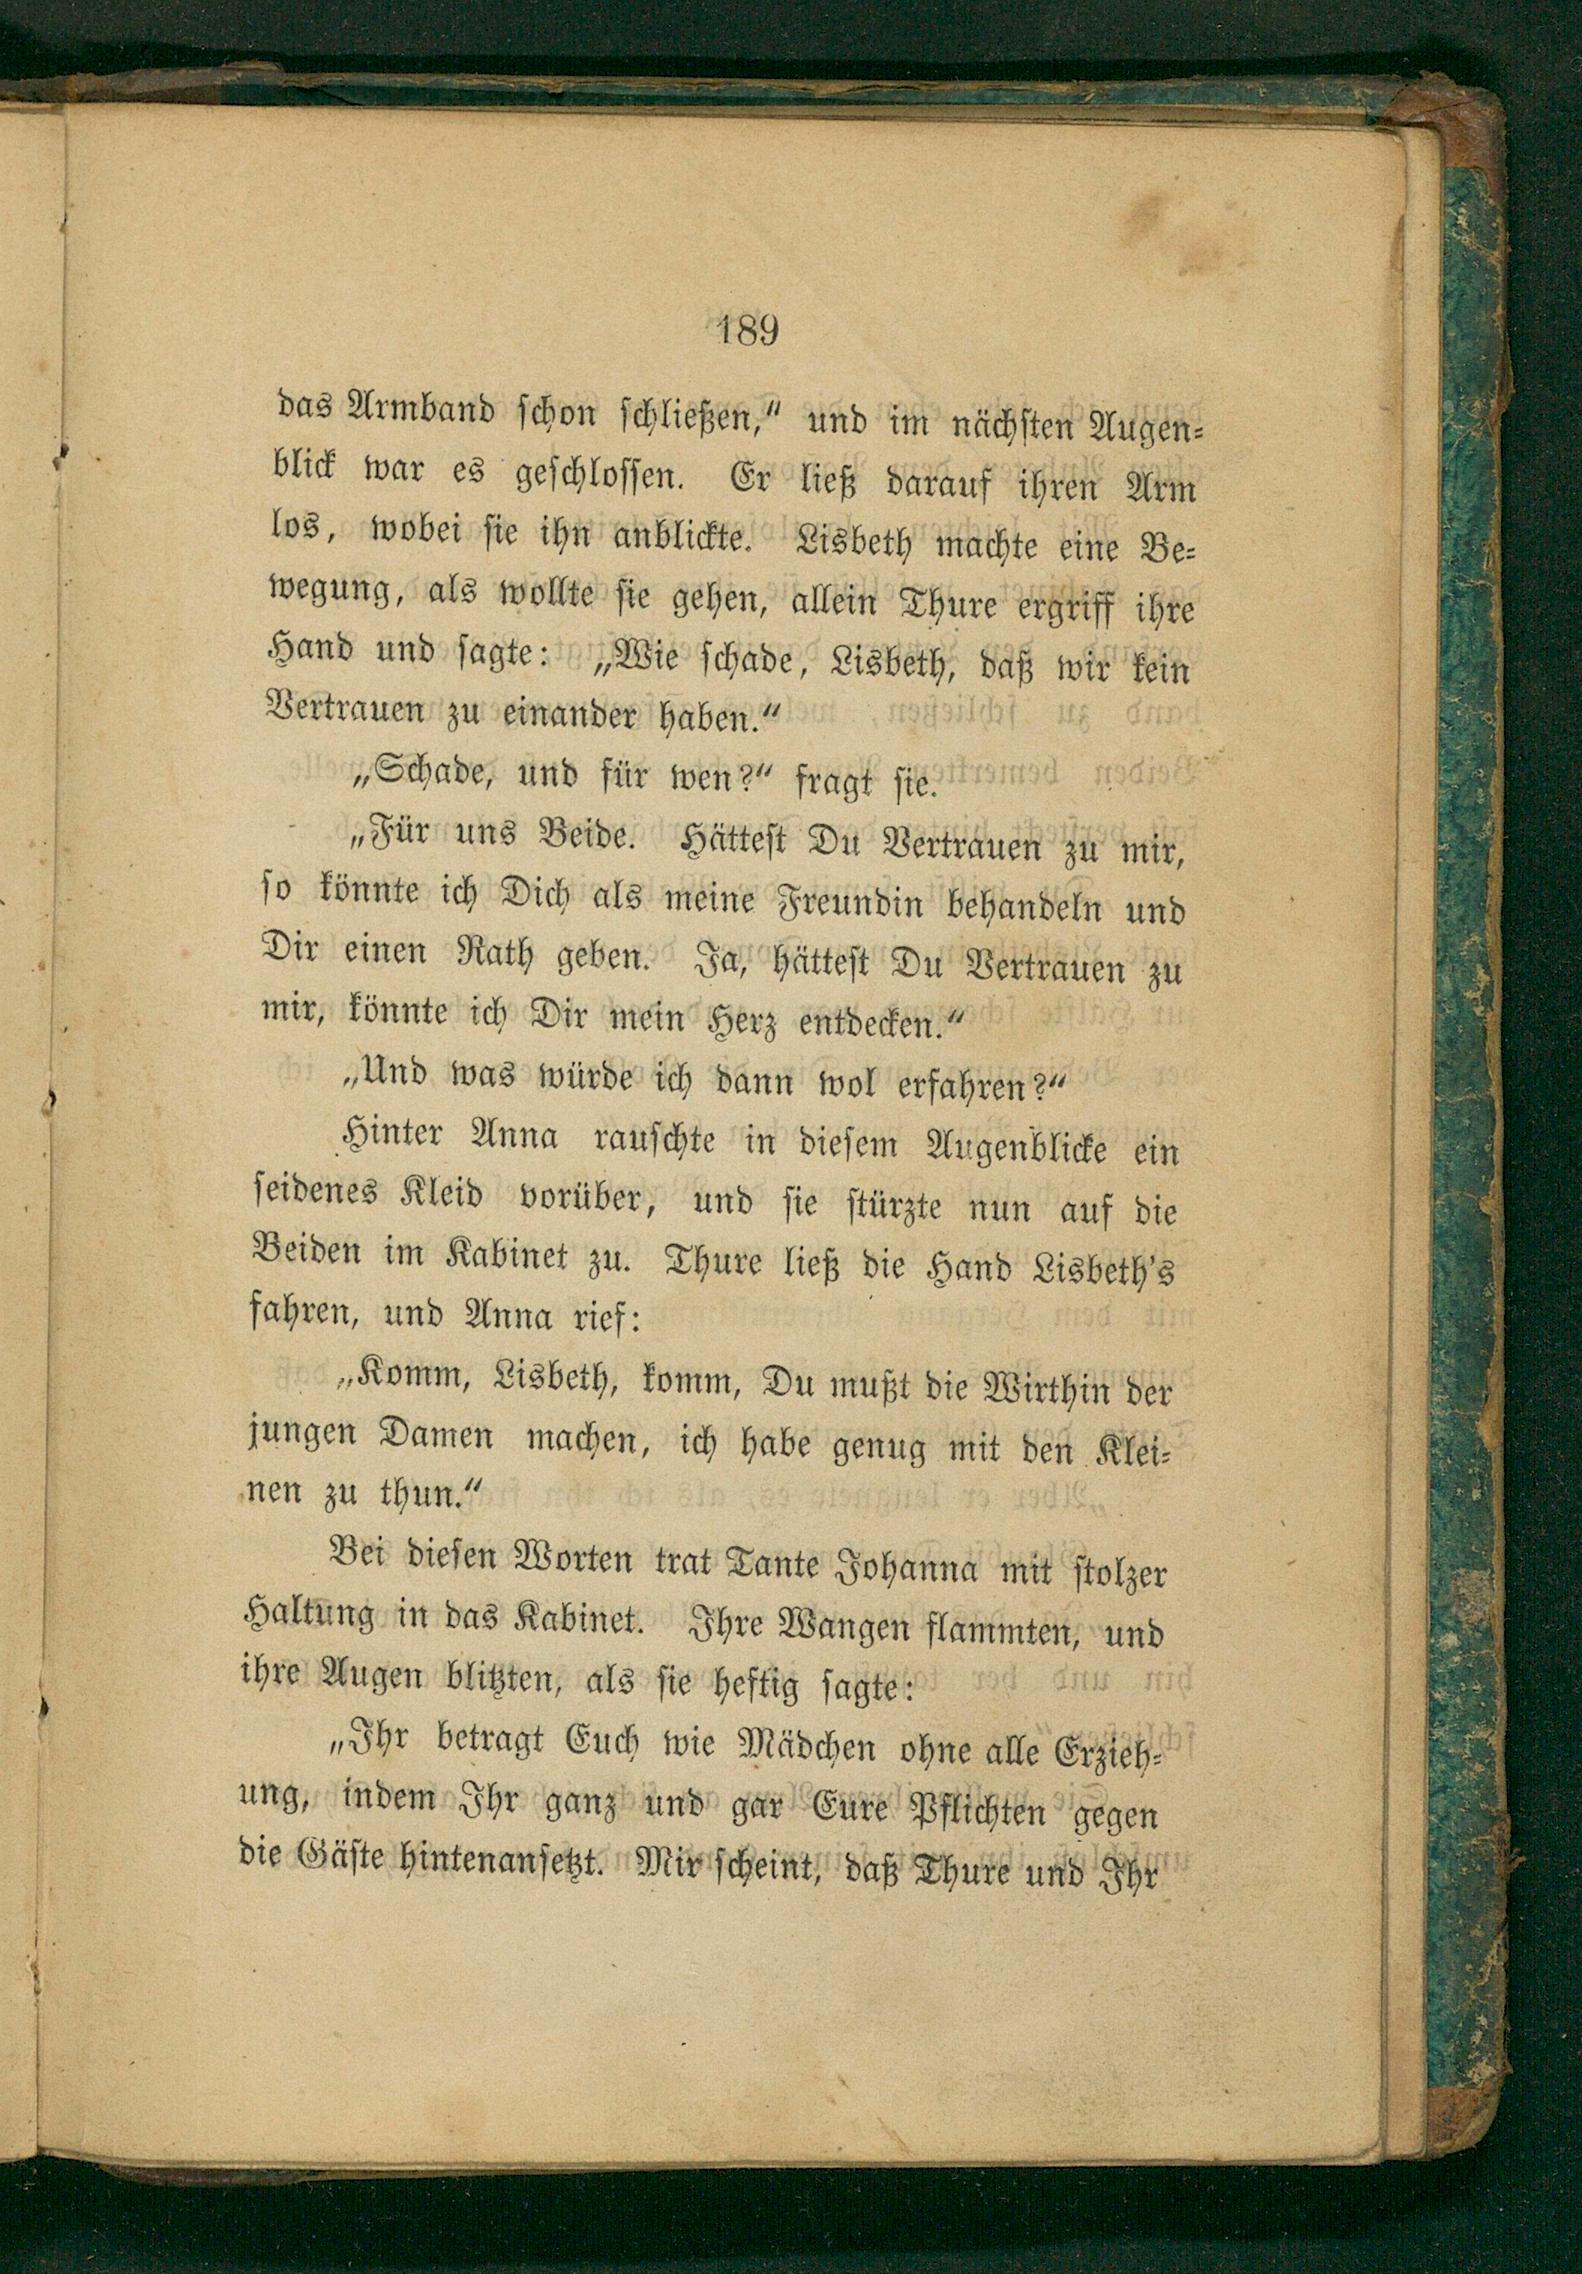 189
das Armband schon schließen,“ und im nächsten Augen-
blick war es geschlossen. Er ließ darauf ihren Arm
los, wobei sie ihn anblickte. Lisbeth machte eine Be-
wegung, als wollte sie gehen, allein Thure ergriff ihre
Hand und sagte: „Wie schade, Lisbeth, daß wir kein
Vertrauen zu einander haben.“
„Schade, und für wen?“ fragt sie.
„Für uns Beide. Hättest Du Vertrauen zu mir,
so könnte ich Dich als meine Freundin behandeln und
Dir einen Rath geben. Ja, hättest Du Vertrauen zu
mir, könnte ich Dir mein Herz entdecken.“
„Und was würde ich dann wol erfahren?“
Hinter Anna rauschte in diesem Augenblicke ein
seidenes Kleid vorüber, und sie stürzte nun auf die
Beiden im Kabinet zu. Thure ließ die Hand Lisbeth's
fahren, und Anna rief:
„Komm, Lisbeth, komm, Du mußt die Wirthin der
jungen Damen machen, ich habe genug mit den Klei-
nen zu thun.“
Bei diesen Worten trat Tante Johanna mit stolzer
Haltung in das Kabinet. Ihre Wangen flammten, und
ihre Augen blitzten, als sie heftig sagte:
„Ihr betragt Euch wie Mädchen ohne alle Erzieh-
ung, indem Ihr ganz und gar Eure Pflichten gegen
die Gäste hintenansetzt. Mir scheint, daß Thure und Ihr